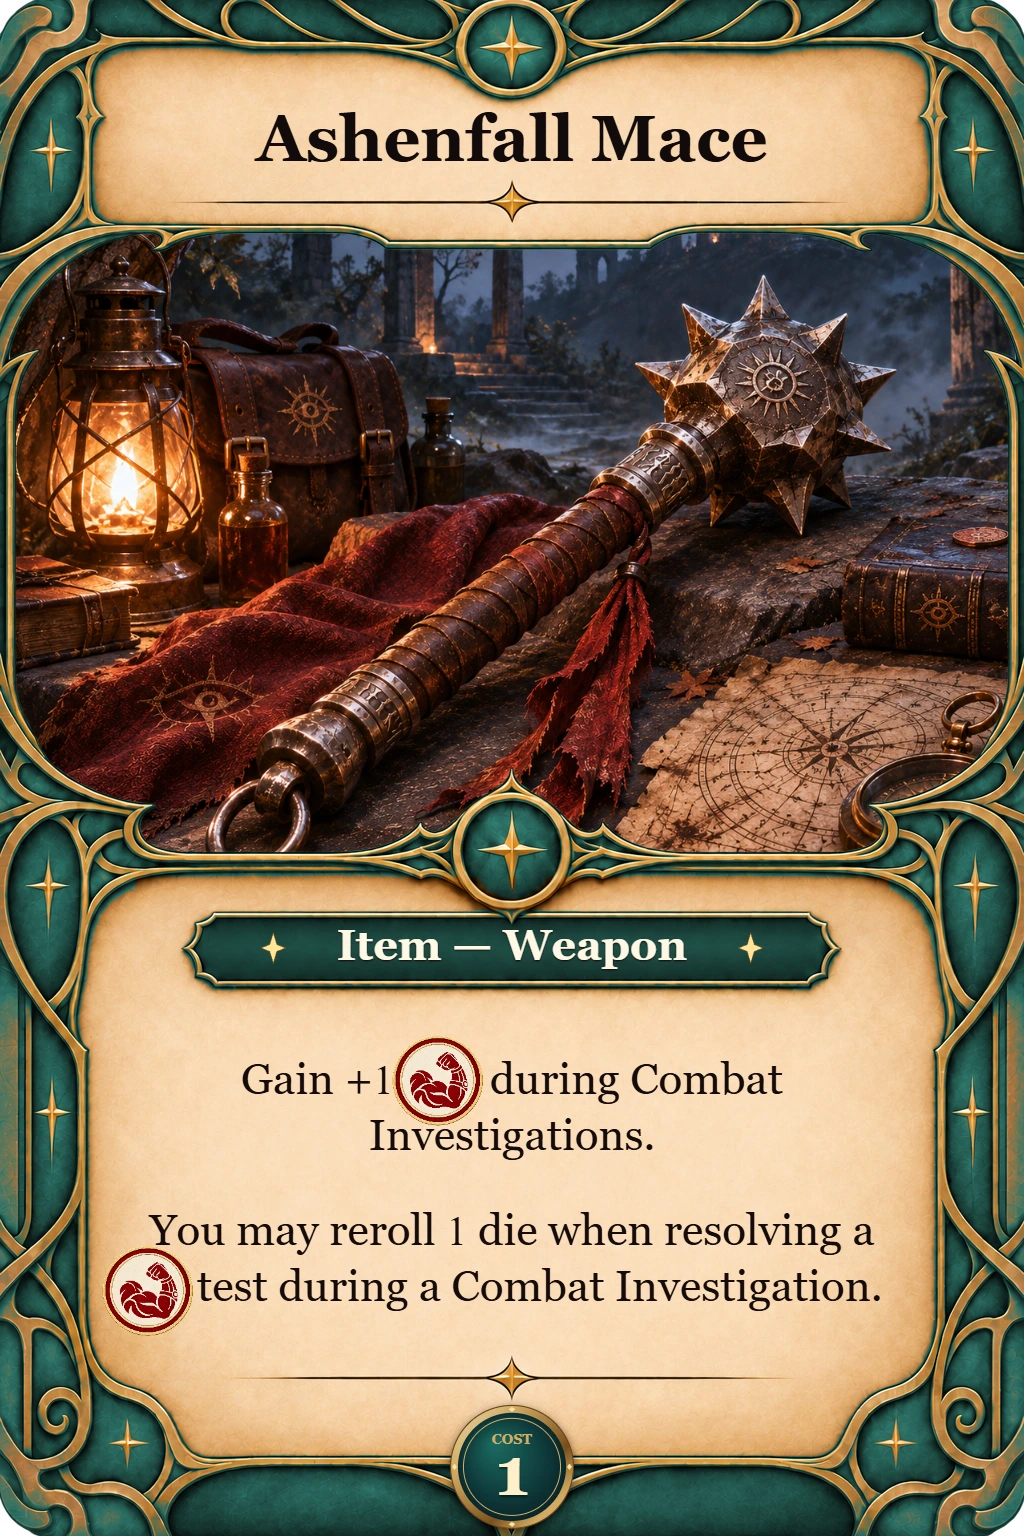 Ashenfall Mace
Item — Weapon
Gain +1 during Combat
Investigations.
You may reroll 1 die when resolving a
test during a Combat Investigation.
COST
1